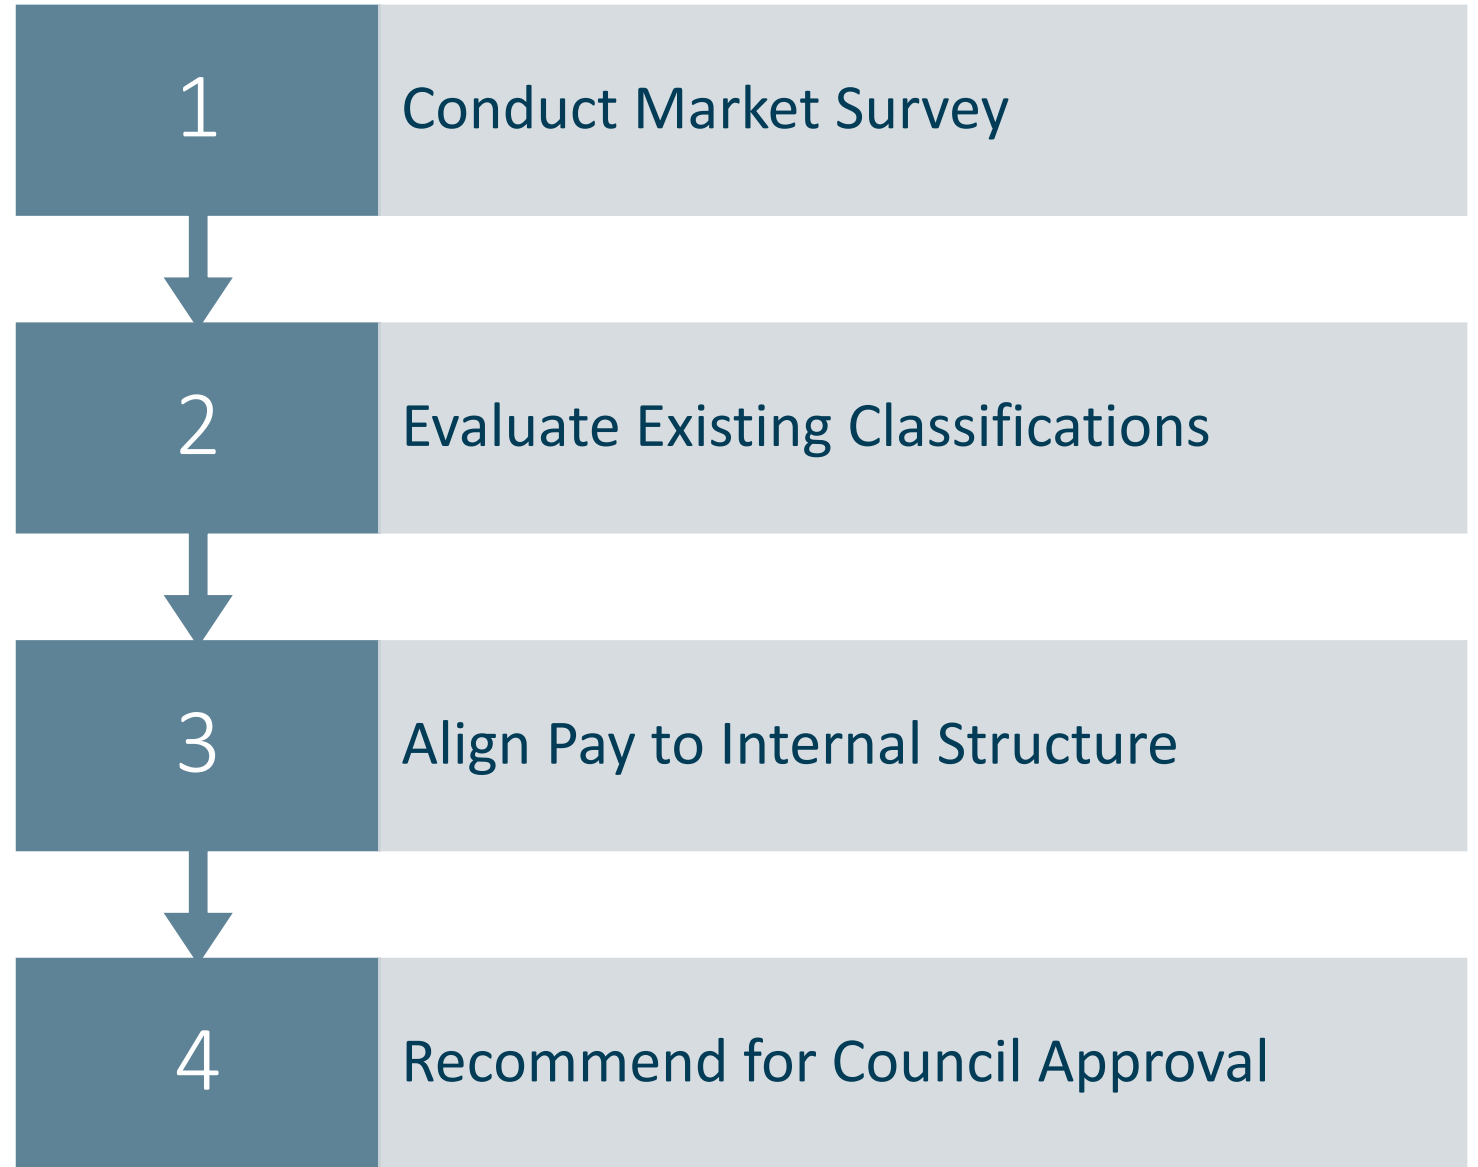 1
Conduct Market Survey
2
Evaluate Existing Classifications
3
Align Pay to Internal Structure
4
Recommend for Council Approval